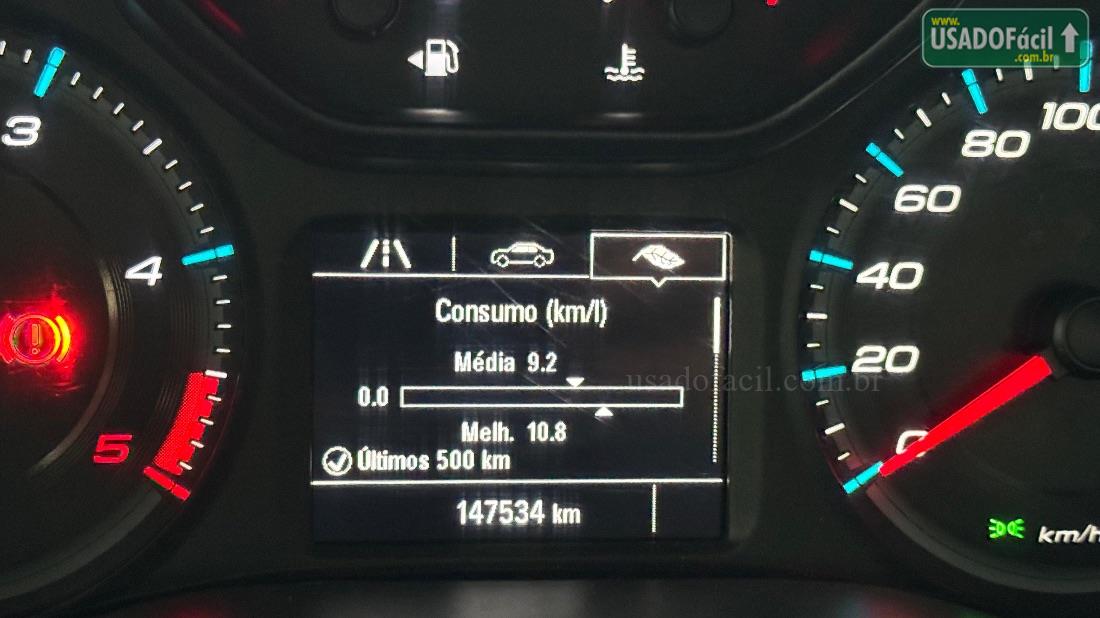 www.
USADOFácil
.com.br
3
4
5
Consumo (km/l)
Média 9.2
0.0
Melh. 10.8
Últimos 500 km
147534 km
100
80
60
40
20
0
km/h
usadofacil.com.br